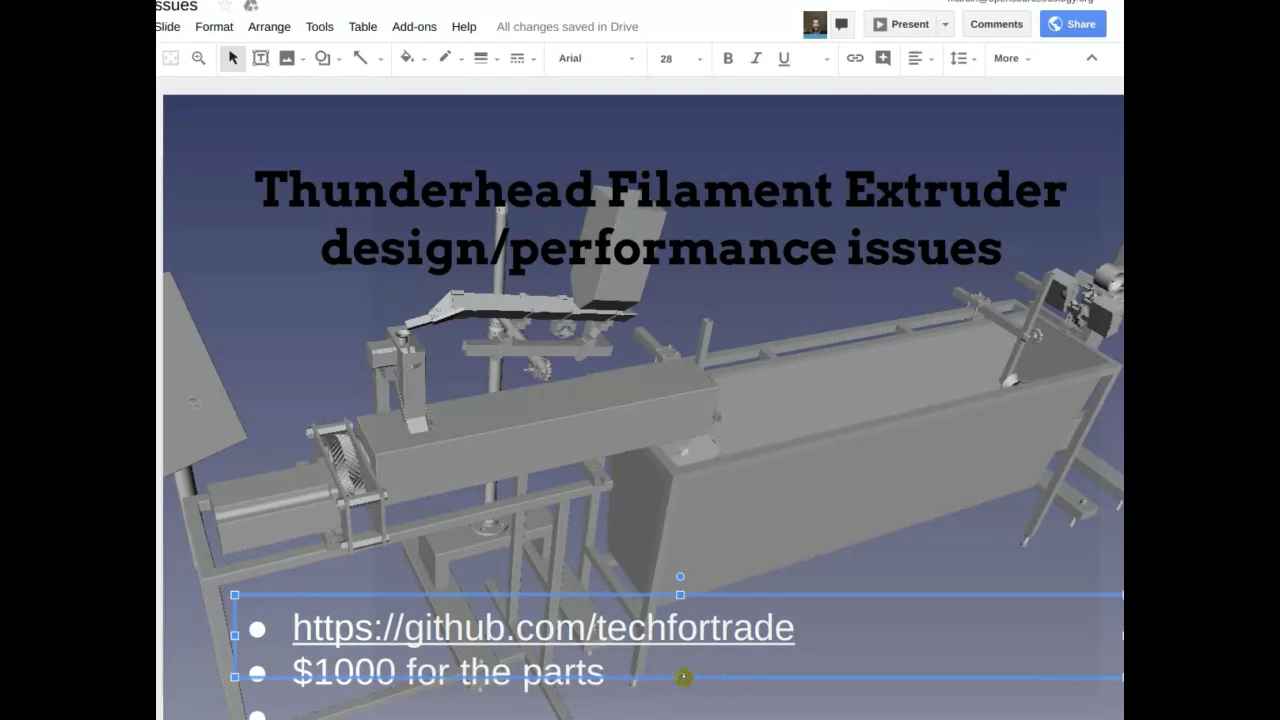 ssues
Slide Format Arrange Tools Table Add-ons Help All changes saved in Drive
Present Comments Share
Arial 28 B I U More
Thunderhead Filament Extruder
design/performance issues
https://github.com/techfortrade
$1000 for the parts